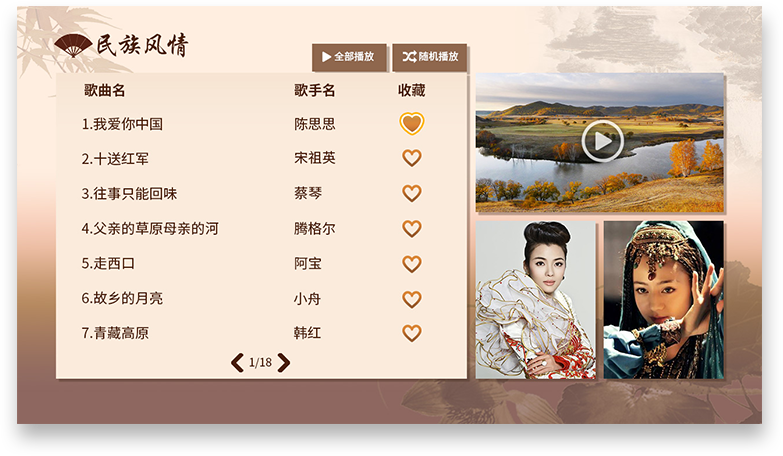 民族风情
全部播放 随机播放
歌曲名 歌手名 收藏
1.我爱你中国 陈思思
2.十送红军 宋祖英
3.往事只能回味 蔡琴
4.父亲的草原母亲的河 腾格尔
5.走西口 阿宝
6.故乡的月亮 小舟
7.青藏高原 韩红
1/18